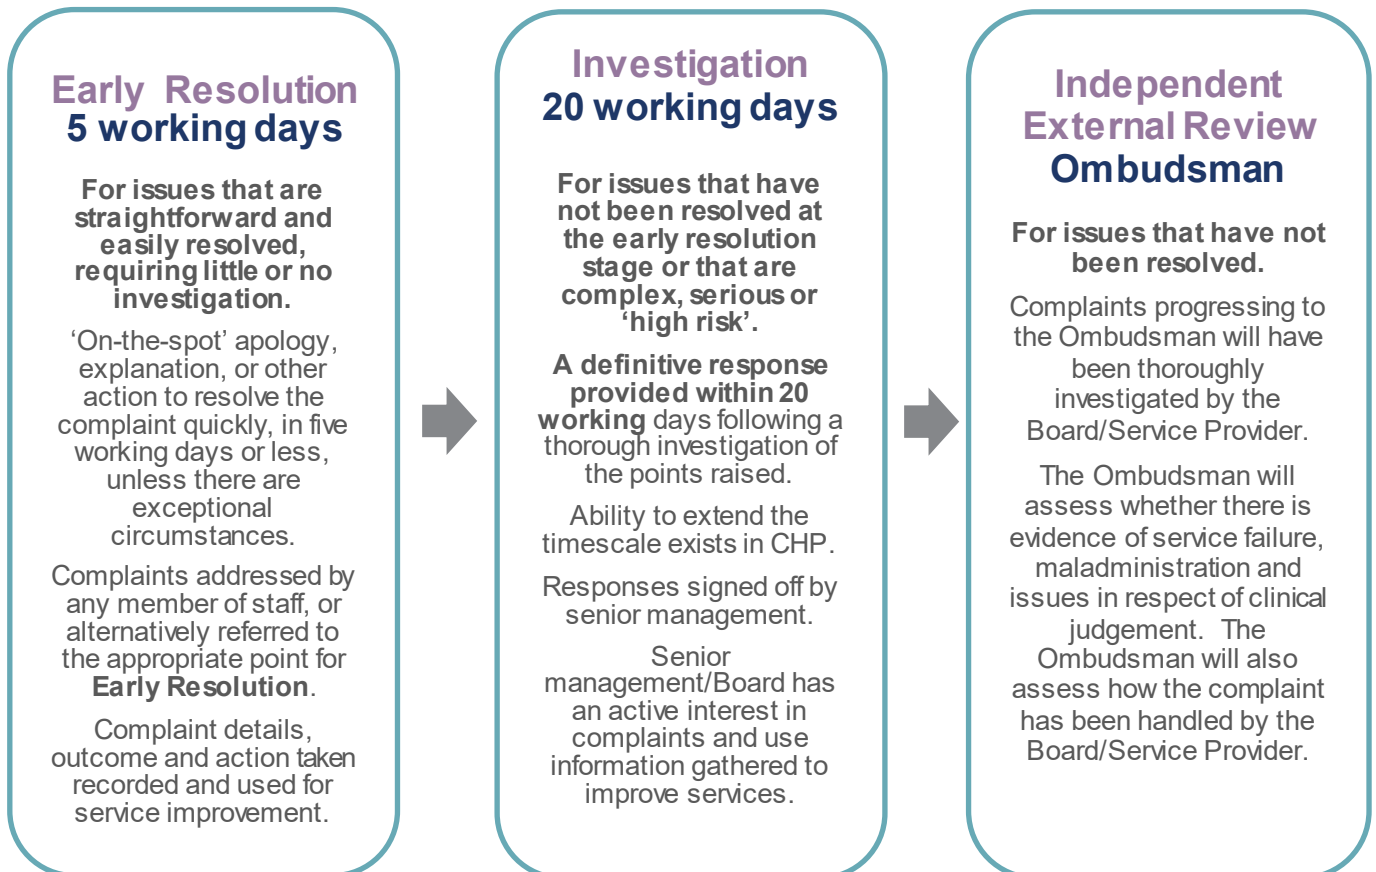 Early Resolution
5 working days
For issues that are
straightforward and
easily resolved,
requiring little or no
investigation.
‘On-the-spot’ apology,
explanation, or other
action to resolve the
complaint quickly, in five
working days or less,
unless there are
exceptional
circumstances.
Complaints addressed by
any member of staff, or
alternatively referred to
the appropriate point for
Early Resolution.
Complaint details,
outcome and action taken
recorded and used for
service improvement.
Investigation
20 working days
For issues that have
not been resolved at
the early resolution
stage or that are
complex, serious or
‘high risk’.
A definitive response
provided within 20
working days following a
thorough investigation of
the points raised.
Ability to extend the
timescale exists in CHP.
Responses signed off by
senior management.
Senior
management/Board has
an active interest in
complaints and use
information gathered to
improve services.
Independent
External Review
Ombudsman
For issues that have not
been resolved.
Complaints progressing to
the Ombudsman will have
been thoroughly
investigated by the
Board/Service Provider.
The Ombudsman will
assess whether there is
evidence of service failure,
maladministration and
issues in respect of clinical
judgement. The
Ombudsman will also
assess how the complaint
has been handled by the
Board/Service Provider.